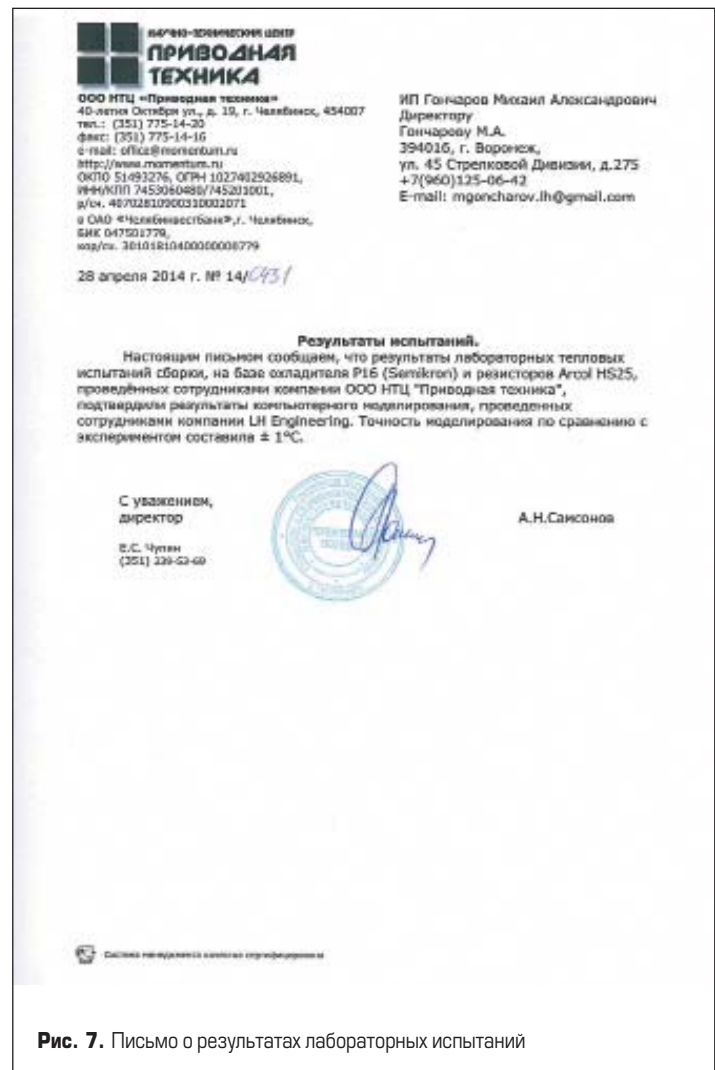 НАУЧНО-ТЕХНИЧЕСКИЙ ЦЕНТР
ПРИВОДНАЯ
ТЕХНИКА
ООО НТЦ «Приводная техника»
40-летия Октября ул., д. 19, г. Челябинск, 454007
тел.: (351) 775-14-20
факс: (351) 775-14-16
e-mail: office@momentum.ru
http://www.momentum.ru
ОКПО 51493276, ОГРН 1027402926891,
ИНН/КПП 7453060480/745201001,
р/сч. 40702810900310002071
в ОАО «Челябинвестбанк», г. Челябинск,
БИК 047501779,
кор/сч. 30101810400000000779
28 апреля 2014 г. № 14/
ИП Гончаров Михаил Александрович
Директору
Гончарову М.А.
394016, г. Воронеж,
ул. 45 Стрелковой Дивизии, д.275
+7(960)125-06-42
E-mail: mgoncharov.lh@gmail.com
Результаты испытаний.
Настоящим письмом сообщаем, что результаты лабораторных тепловых
испытаний сборки, на базе охладителя P16 (Semikron) и резисторов Arcol HS25,
проведённых сотрудниками компании ООО НТЦ "Приводная техника",
подтвердили результаты компьютерного моделирования, проведенных
сотрудниками компании LH Engineering. Точность моделирования по сравнению с
экспериментом составила ± 1°С.
С уважением,
директор
А.Н.Самсонов
Е.С. Чупин
(351) 239-53-69
Система менеджмента качества сертифицирована
Рис. 7. Письмо о результатах лабораторных испытаний